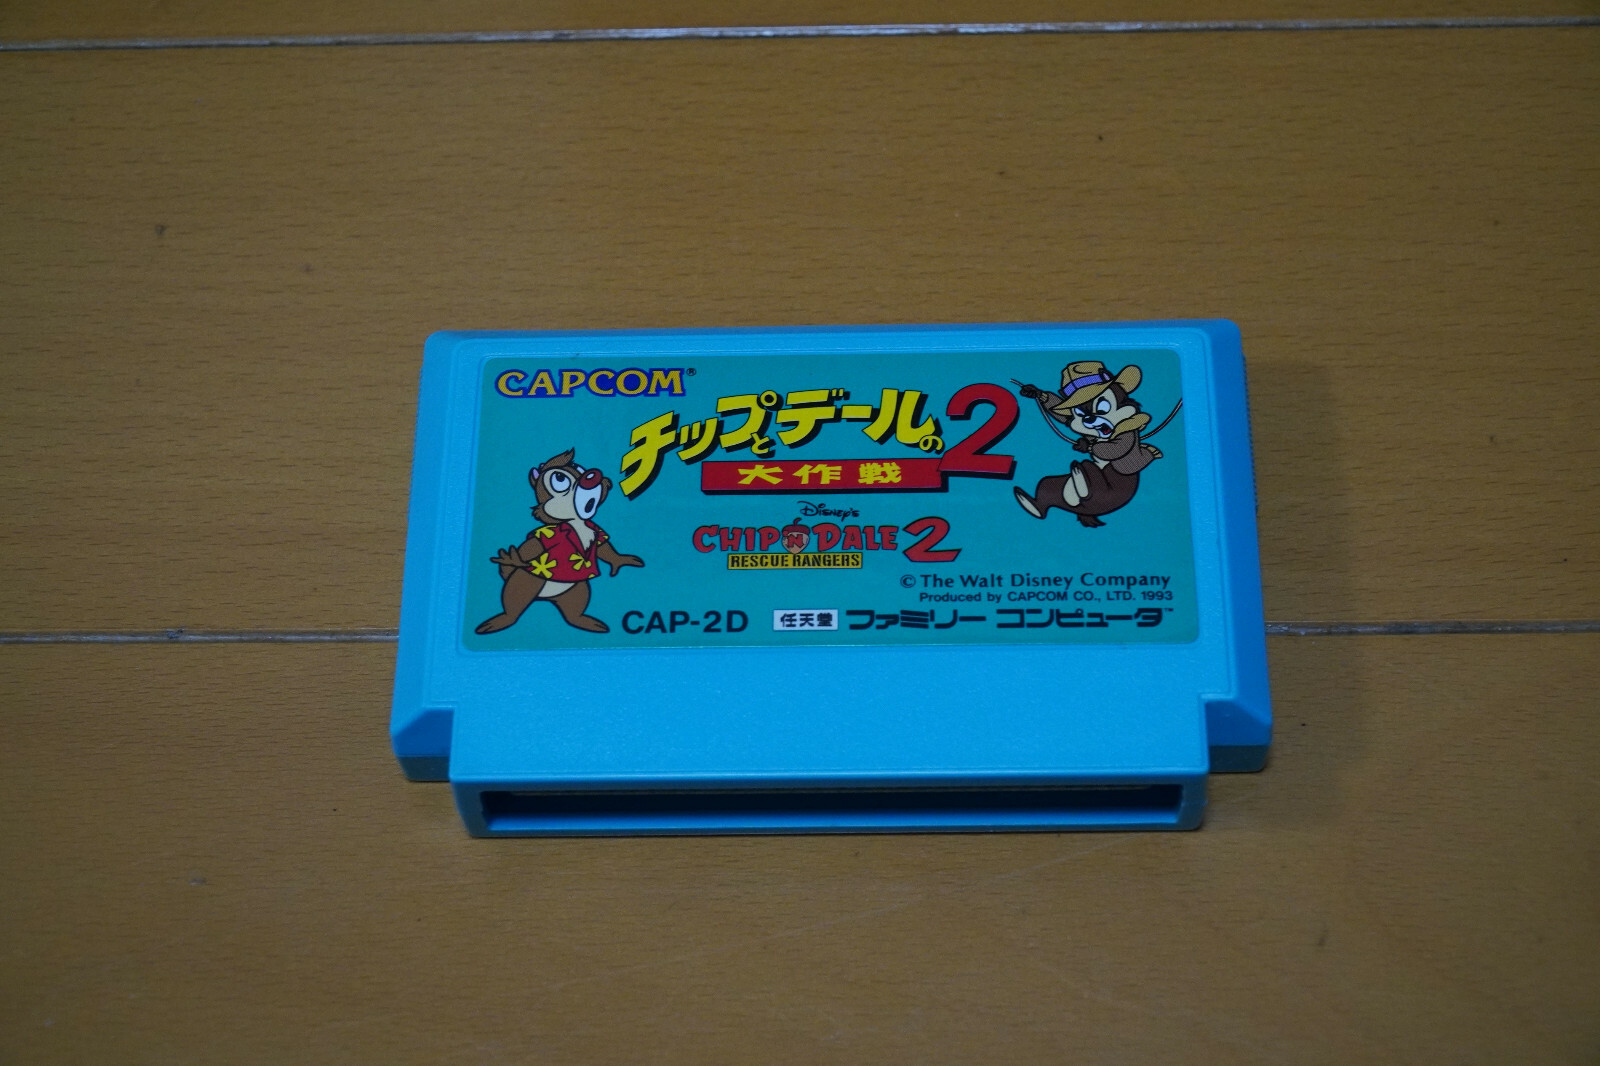 CAPCOM®
チップとデールの
大作戦 2
Disney's
CHIP 'N DALE 2
RESCUE RANGERS
© The Walt Disney Company
Produced by CAPCOM CO., LTD. 1993
CAP-2D 任天堂 ファミリー コンピュータ™